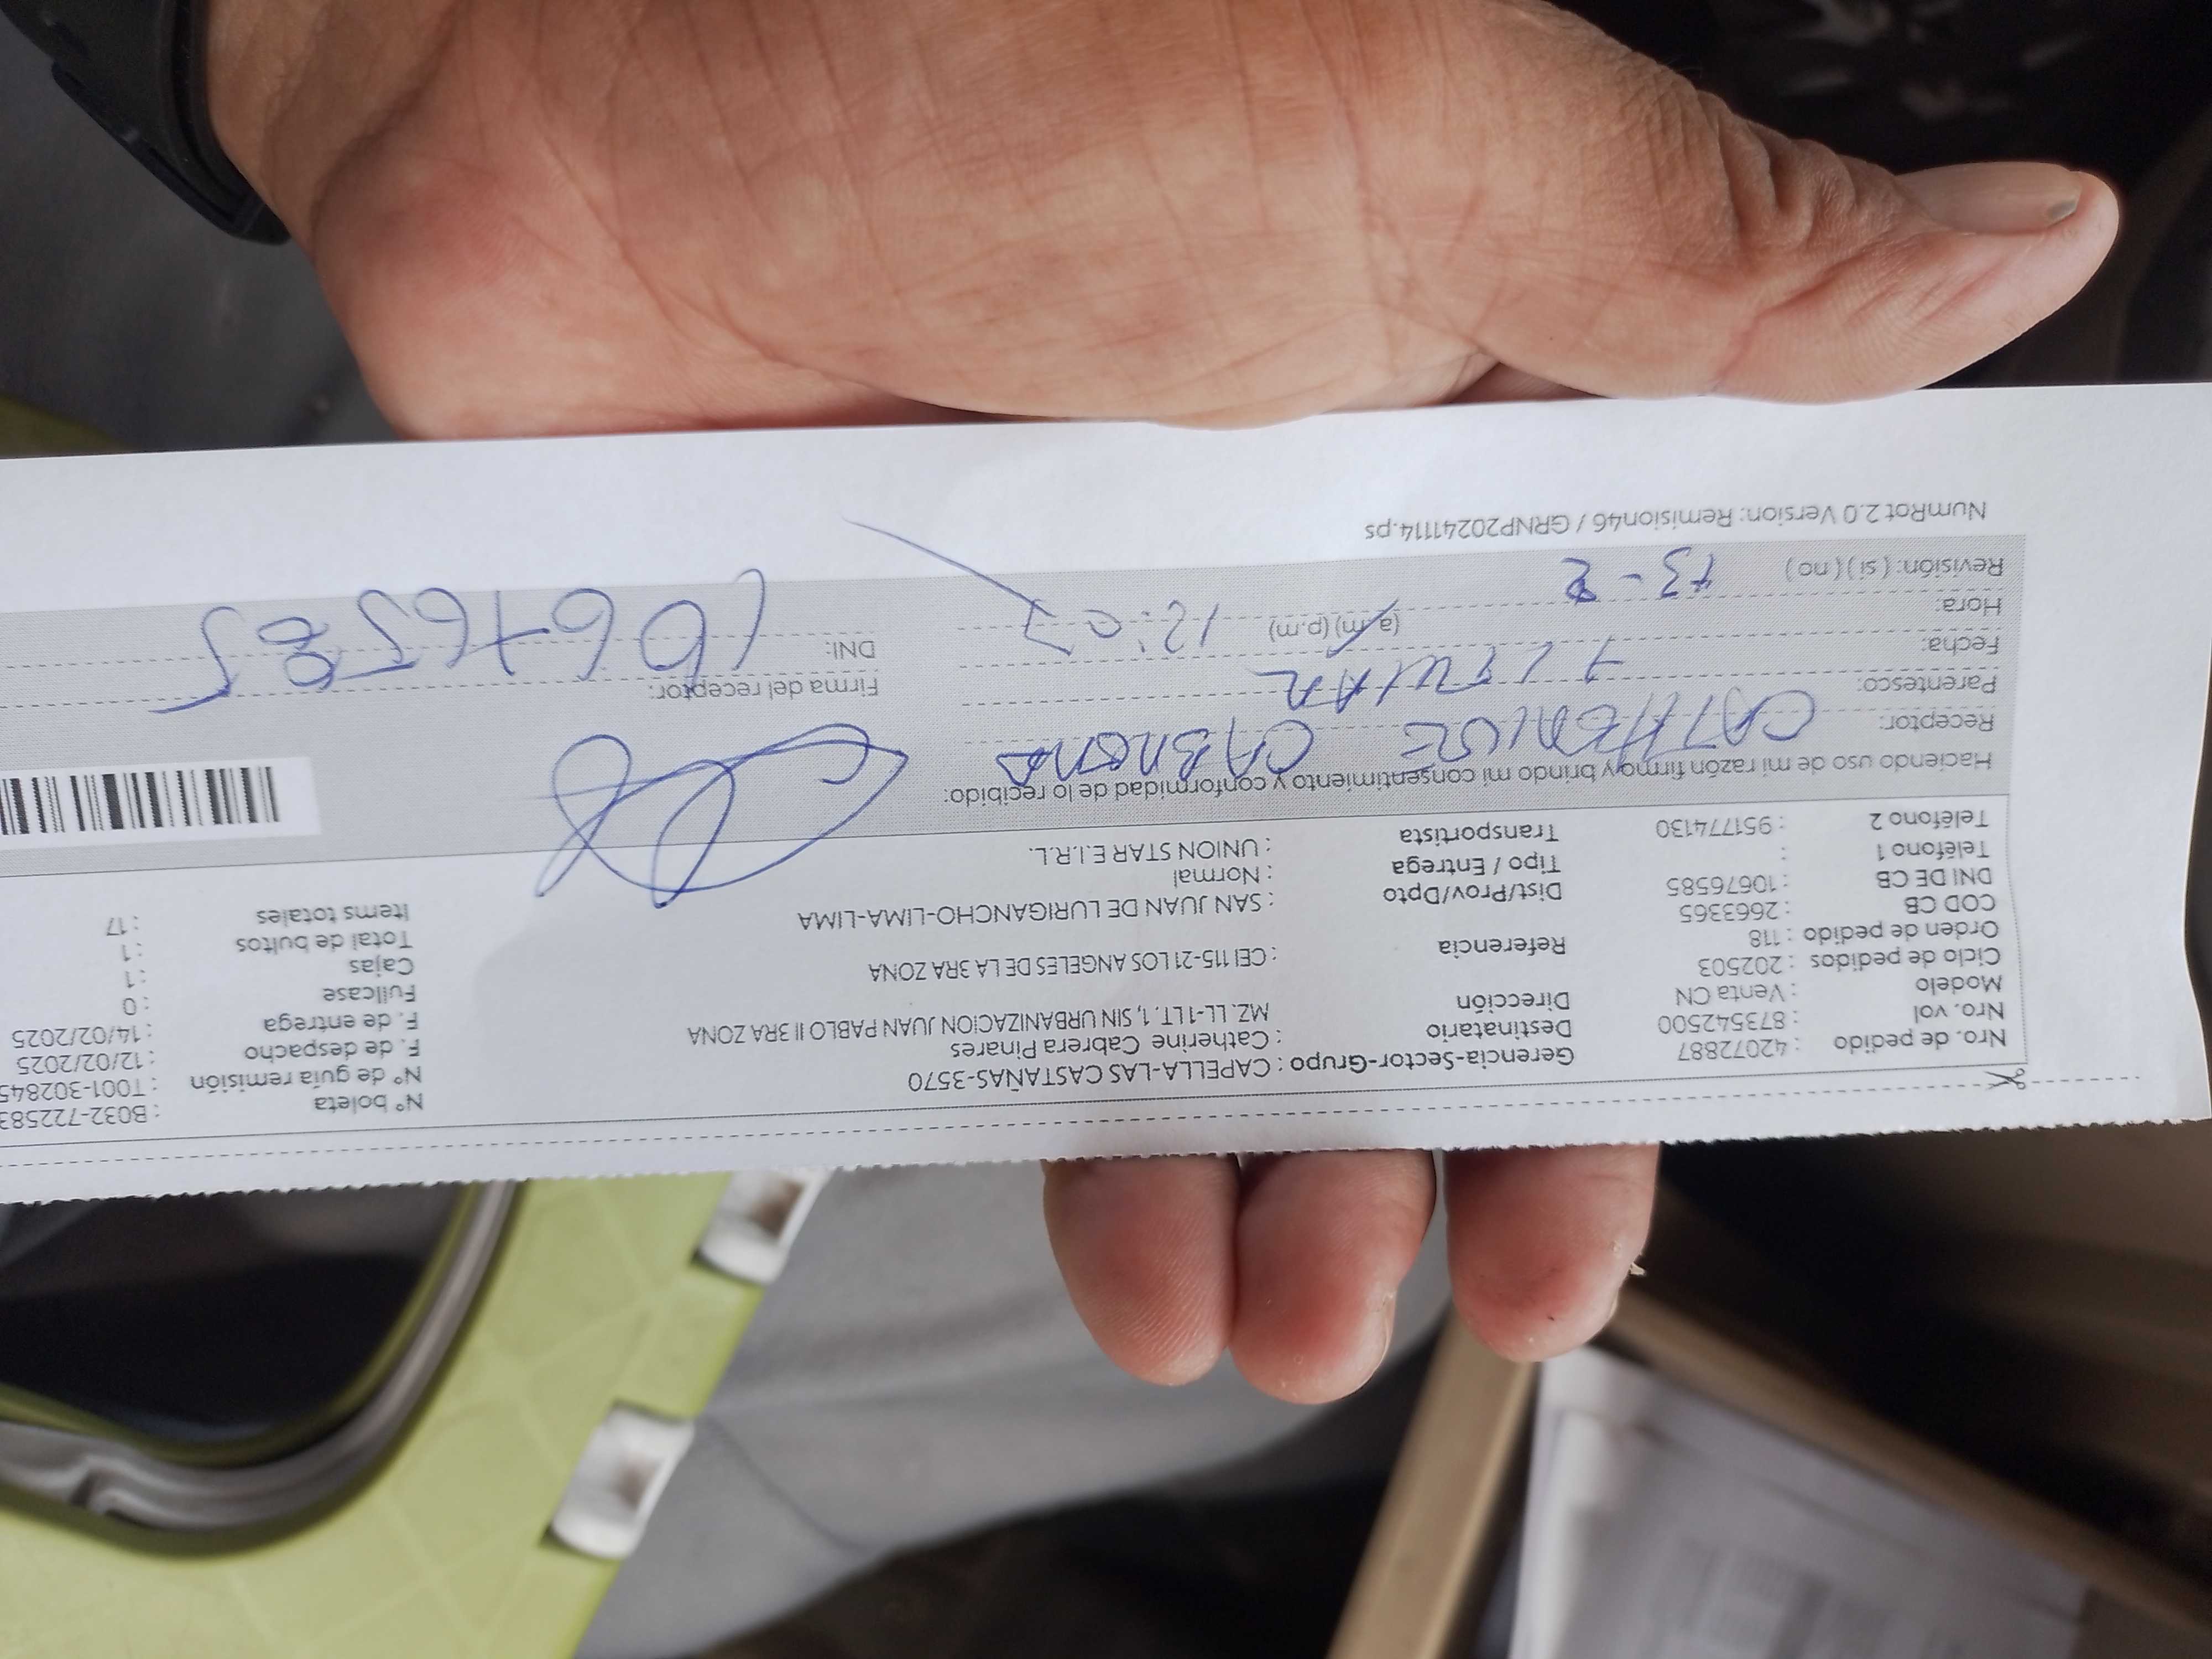 Nro. de pedido : 42072887
Nro. vol : 873542500
Modelo : Venta CN
Ciclo de pedidos : 202503
Orden de pedido : 118
COD CB : 2663365
DNI DE CB : 10676585
Teléfono 1 :
Teléfono 2 : 951774130
Gerencia-Sector-Grupo : CAPELLA-LAS CASTAÑAS-3570
Destinatario : Catherine Cabrera Pinares
Dirección MZ. LL-1 LT. 1, SIN URBANIZACION JUAN PABLO II 3RA ZONA
Referencia : CEI 115-21 LOS ANGELES DE LA 3RA ZONA
Dist/Prov/Dpto : SAN JUAN DE LURIGANCHO-LIMA-LIMA
Tipo / Entrega : Normal
Transportista : UNION STAR E.I.R.L.
N° boleta : B032-722583
N° de guía remisión : T001-302845
F. de despacho : 12/02/2025
F. de entrega : 14/02/2025
Fullcase : 0
Cajas : 1
Total de bultos : 1
Items totales : 17
Haciendo uso de mi razón firmo y brindo mi consentimiento y conformidad de lo recibido:
Receptor: CATHERINE CABRERA
Parentesco: TITULAR
Fecha: 13-2
Hora: (a.m) (p.m) 12:07
Revisión: ( si ) ( no )
Firma del receptor:
DNI: 10676585
NumRot 2.0 Version: Remision46 / GRNP20241114.ps